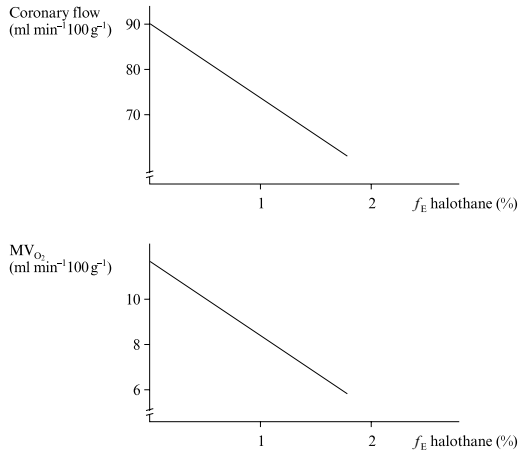 Coronary flow
(ml min⁻¹100 g⁻¹)
90
80
70
1
2
f_E halothane (%)
MV_O₂
(ml min⁻¹100 g⁻¹)
10
8
6
1
2
f_E halothane (%)